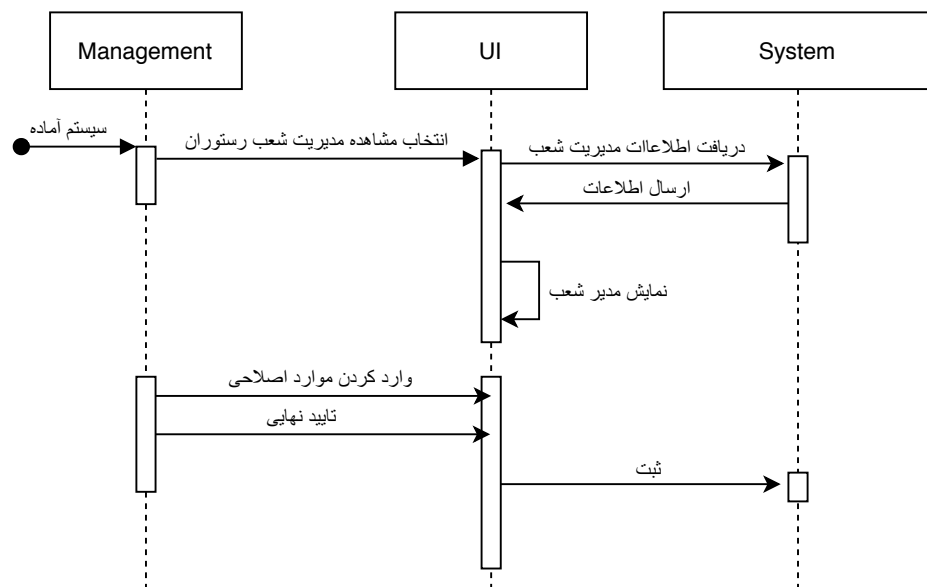 Management
UI
System
سیستم آماده
انتخاب مشاهده مدیریت شعب رستوران
دریافت اطلاعاات مدیریت شعب
ارسال اطلاعات
نمایش مدیر شعب
وارد کردن موارد اصلاحی
تایید نهایی
ثبت